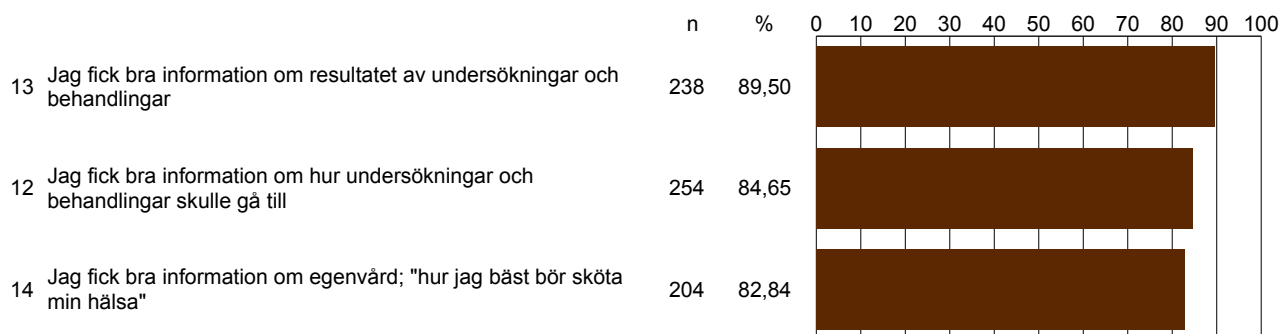 n % 0 10 20 30 40 50 60 70 80 90 100
13 Jag fick bra information om resultatet av undersökningar och
behandlingar 238 89,50
12 Jag fick bra information om hur undersökningar och
behandlingar skulle gå till 254 84,65
14 Jag fick bra information om egenvård; "hur jag bäst bör sköta
min hälsa" 204 82,84